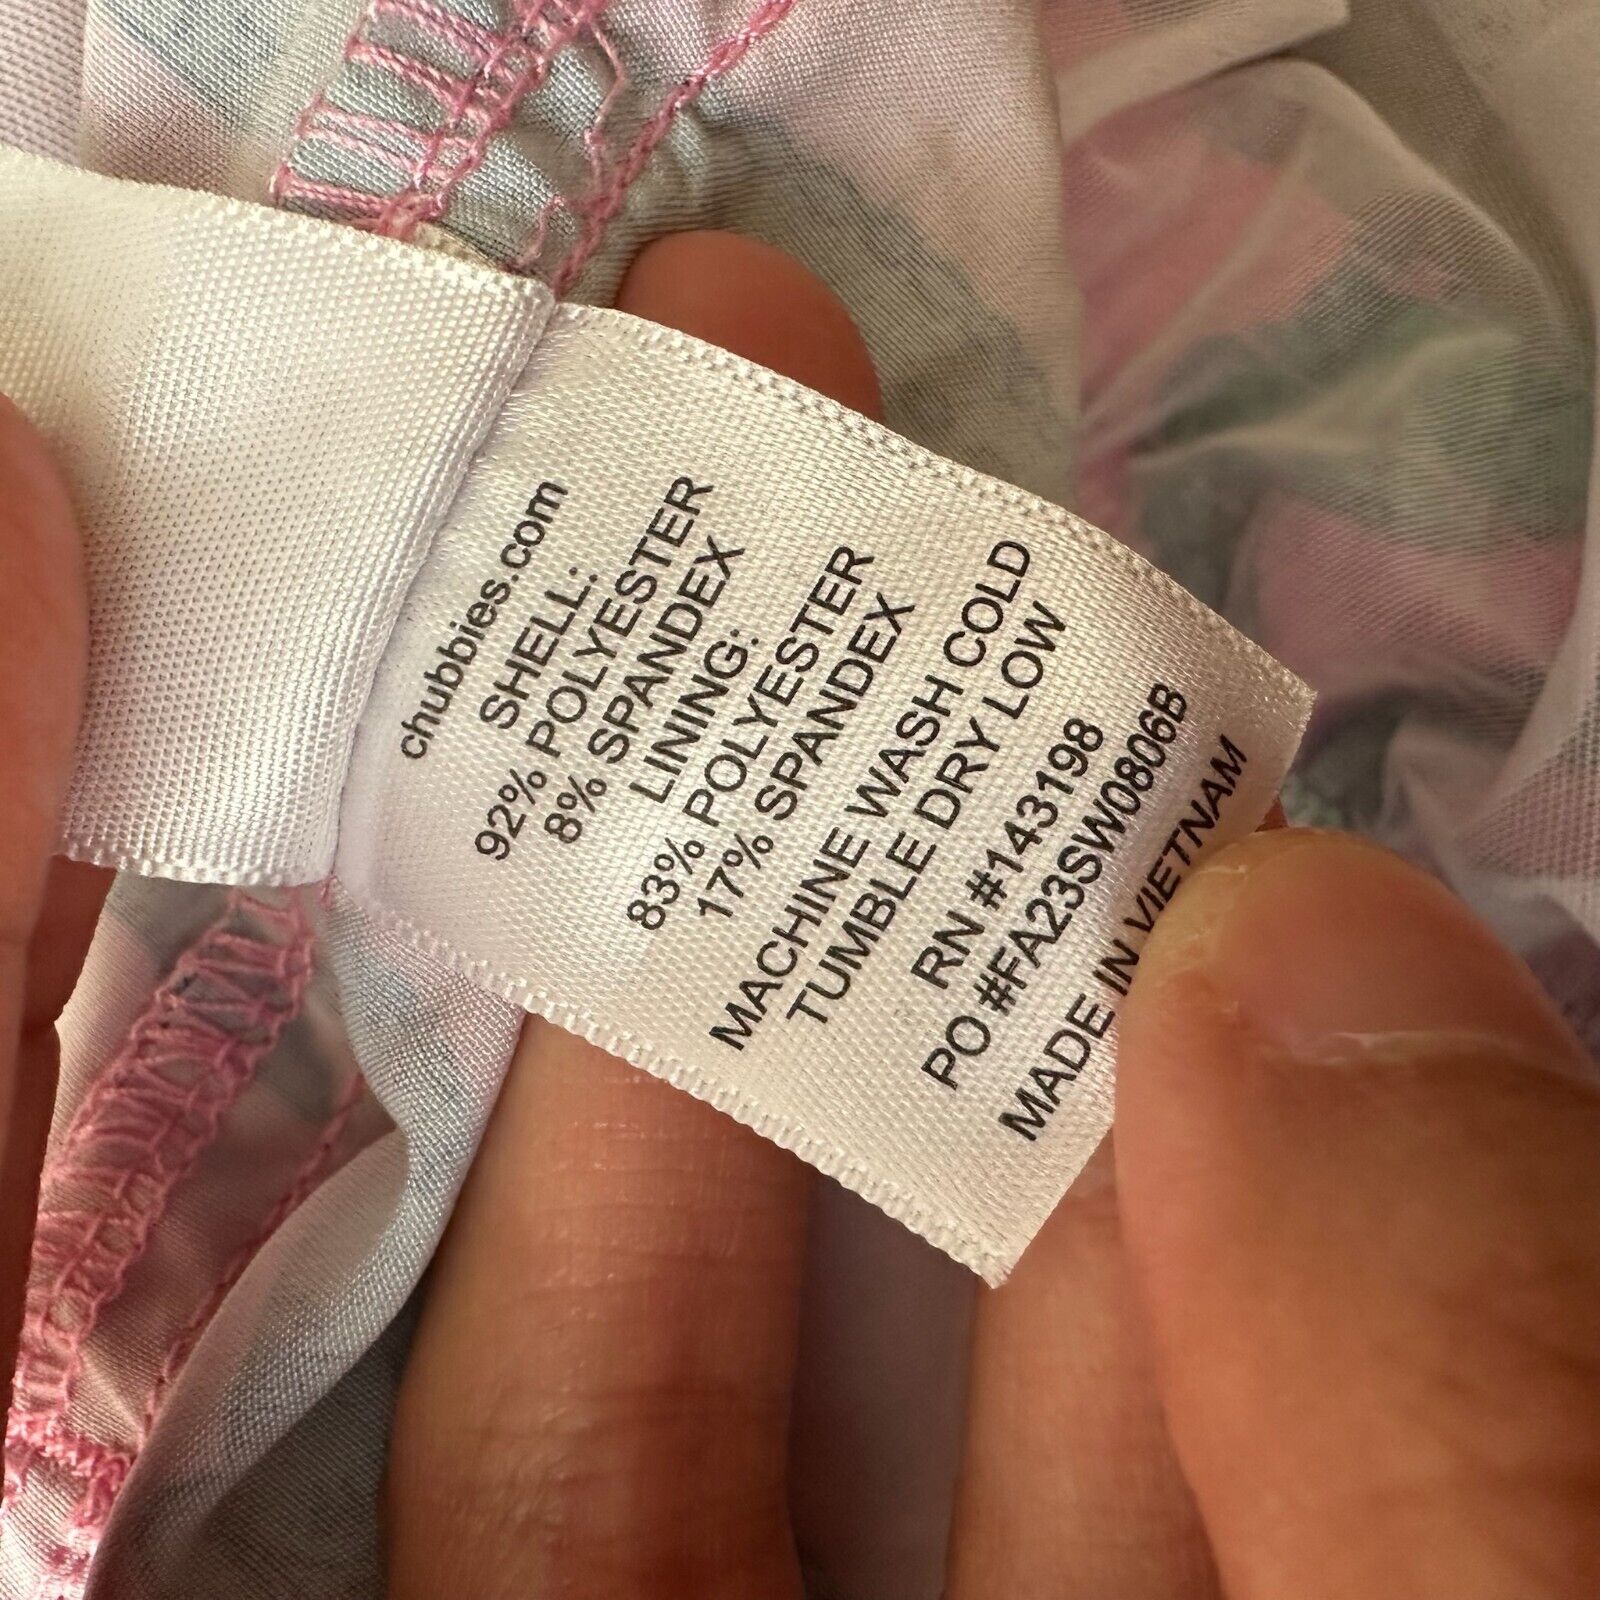 chubbies.com
SHELL:
92% POLYESTER
8% SPANDEX
LINING:
83% POLYESTER
17% SPANDEX
MACHINE WASH COLD
TUMBLE DRY LOW
RN #143198
PO #FA23SW0806B
MADE IN VIETNAM